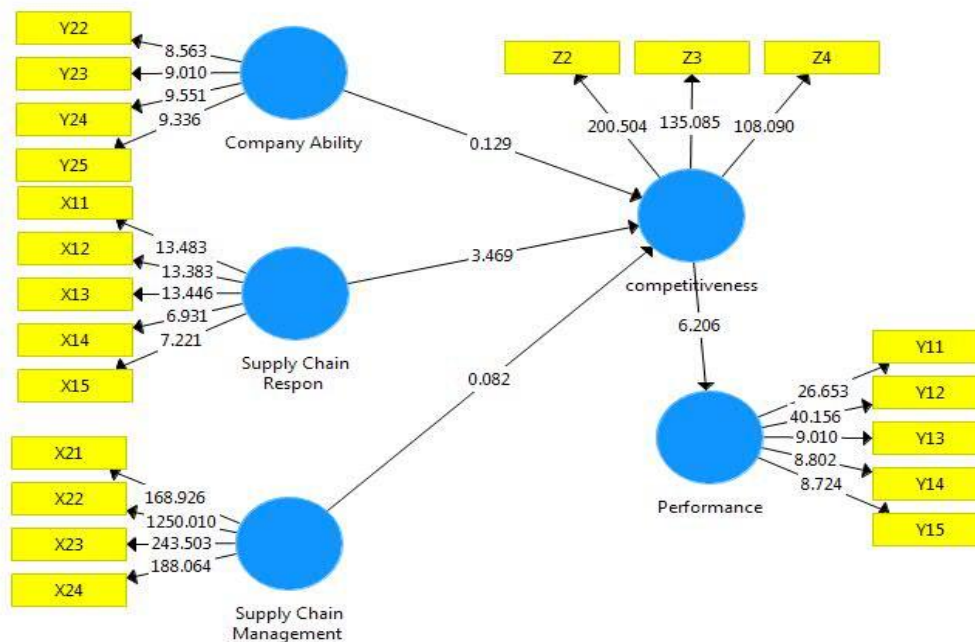 Y22
Y23
Y24
Y25
8.563
9.010
9.551
9.336
Company Ability
0.129
X11
X12
X13
X14
X15
13.483
13.383
13.446
6.931
7.221
Supply Chain
Respon
3.469
X21
X22
X23
X24
168.926
1250.010
243.503
188.064
Supply Chain
Management
0.082
Z2
Z3
Z4
200.504
135.085
108.090
competitiveness
6.206
Performance
26.653
40.156
9.010
8.802
8.724
Y11
Y12
Y13
Y14
Y15